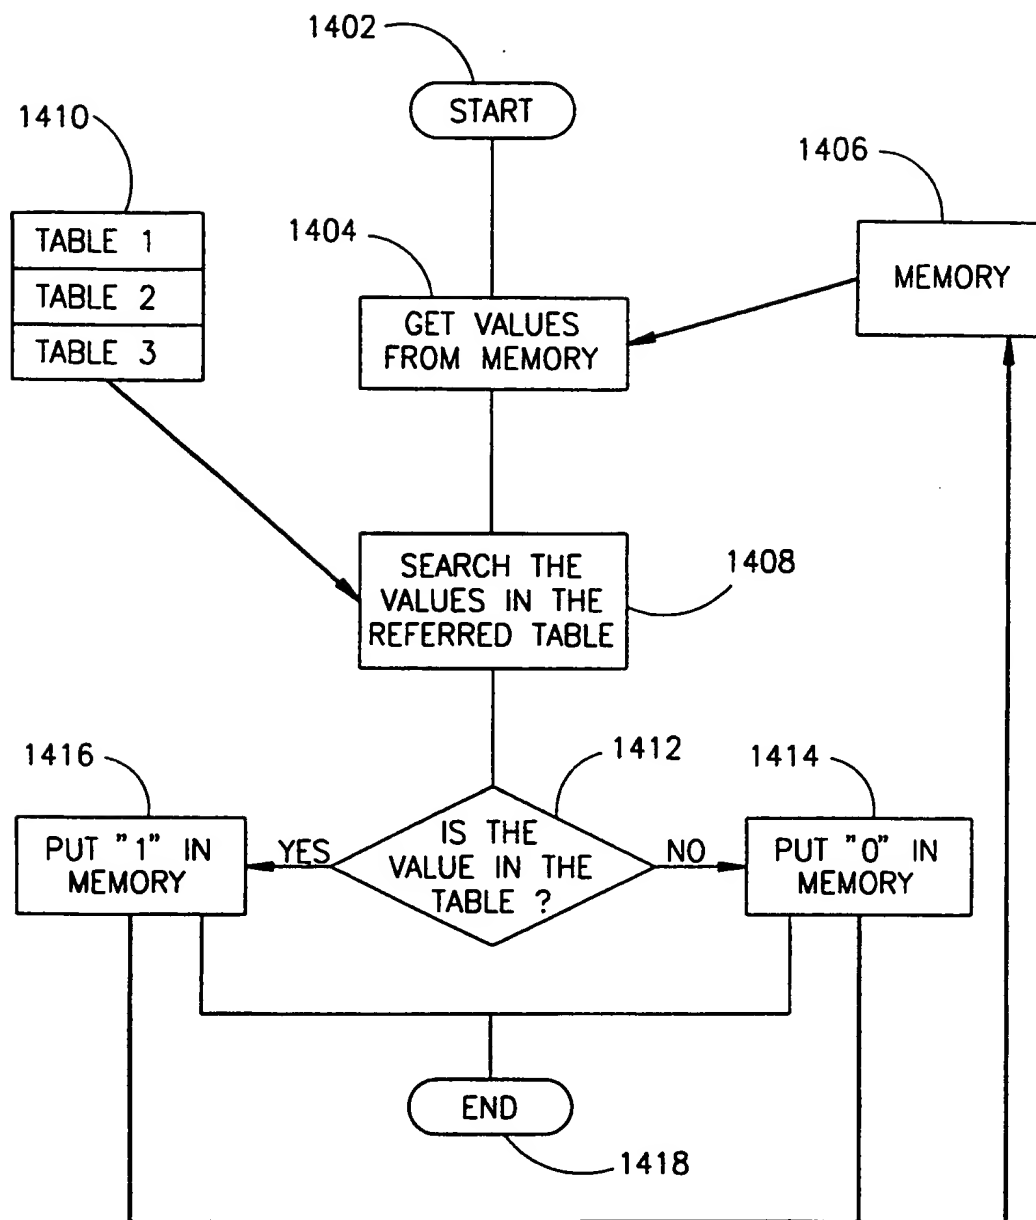 1402
START
1410
1406
TABLE 1
TABLE 2
TABLE 3
1404
GET VALUES
FROM MEMORY
MEMORY
SEARCH THE
VALUES IN THE
REFERRED TABLE
1408
1416
1412
1414
PUT "1" IN
MEMORY
YES
IS THE
VALUE IN THE
TABLE ?
NO
PUT "0" IN
MEMORY
END
1418